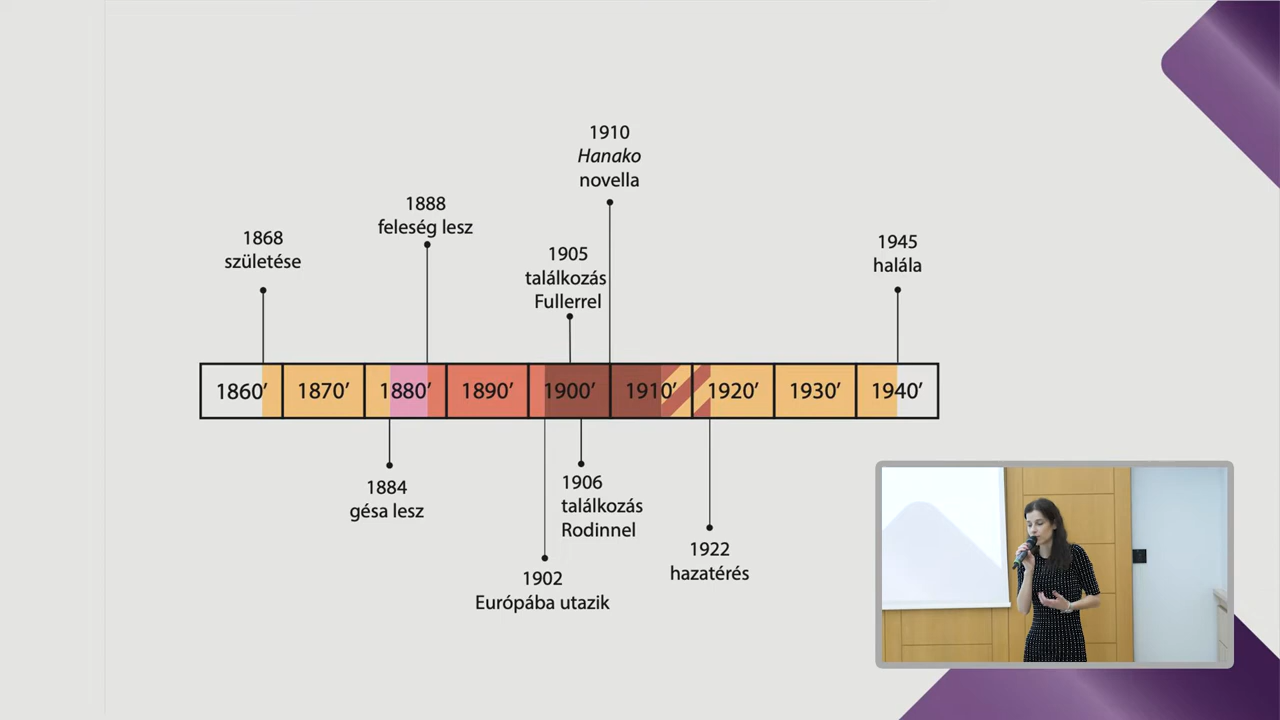 1910
Hanako
novella
1888
feleség lesz
1868
születése
1905
találkozás
Fullerrel
1945
halála
1860’
1870’
1880’
1890’
1900’
1910’
1920’
1930’
1940’
1884
gésa lesz
1906
találkozás
Rodinnel
1922
hazatérés
1902
Európába utazik